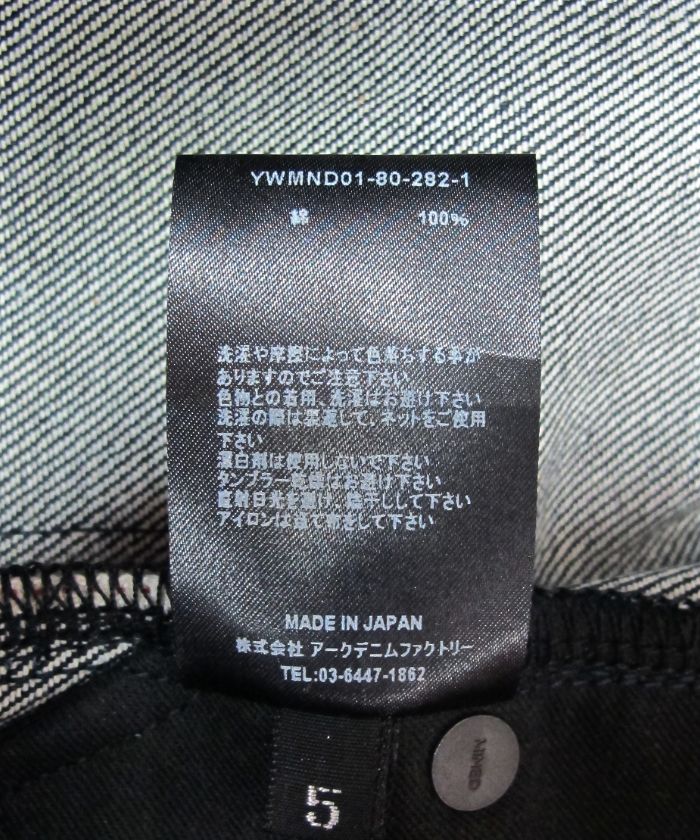 YWMND01-80-282-1
綿 100%
洗濯や摩擦によって色落ちする事が
ありますのでご注意下さい
色物との着用、洗濯はお避け下さい
洗濯の際は裏返して、ネットをご使用
下さい
漂白剤は使用しないで下さい
タンブラー乾燥はお避け下さい
直射日光を避け、陰干しして下さい
アイロンは当て布をして下さい
MADE IN JAPAN
株式会社 アークデニムファクトリー
TEL:03-6447-1862
5
MINED